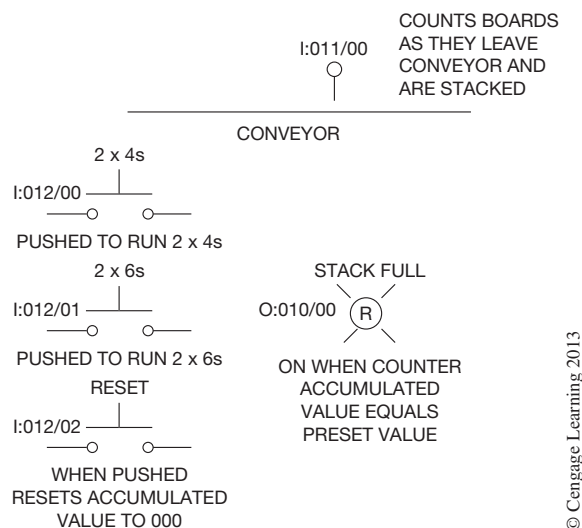 COUNTS BOARDS
AS THEY LEAVE
CONVEYOR AND
ARE STACKED
I:011/00
CONVEYOR
2 x 4s
I:012/00
PUSHED TO RUN 2 x 4s
2 x 6s
I:012/01
PUSHED TO RUN 2 x 6s
RESET
I:012/02
WHEN PUSHED
RESETS ACCUMULATED
VALUE TO 000
STACK FULL
O:010/00
R
ON WHEN COUNTER
ACCUMULATED
VALUE EQUALS
PRESET VALUE
© Cengage Learning 2013